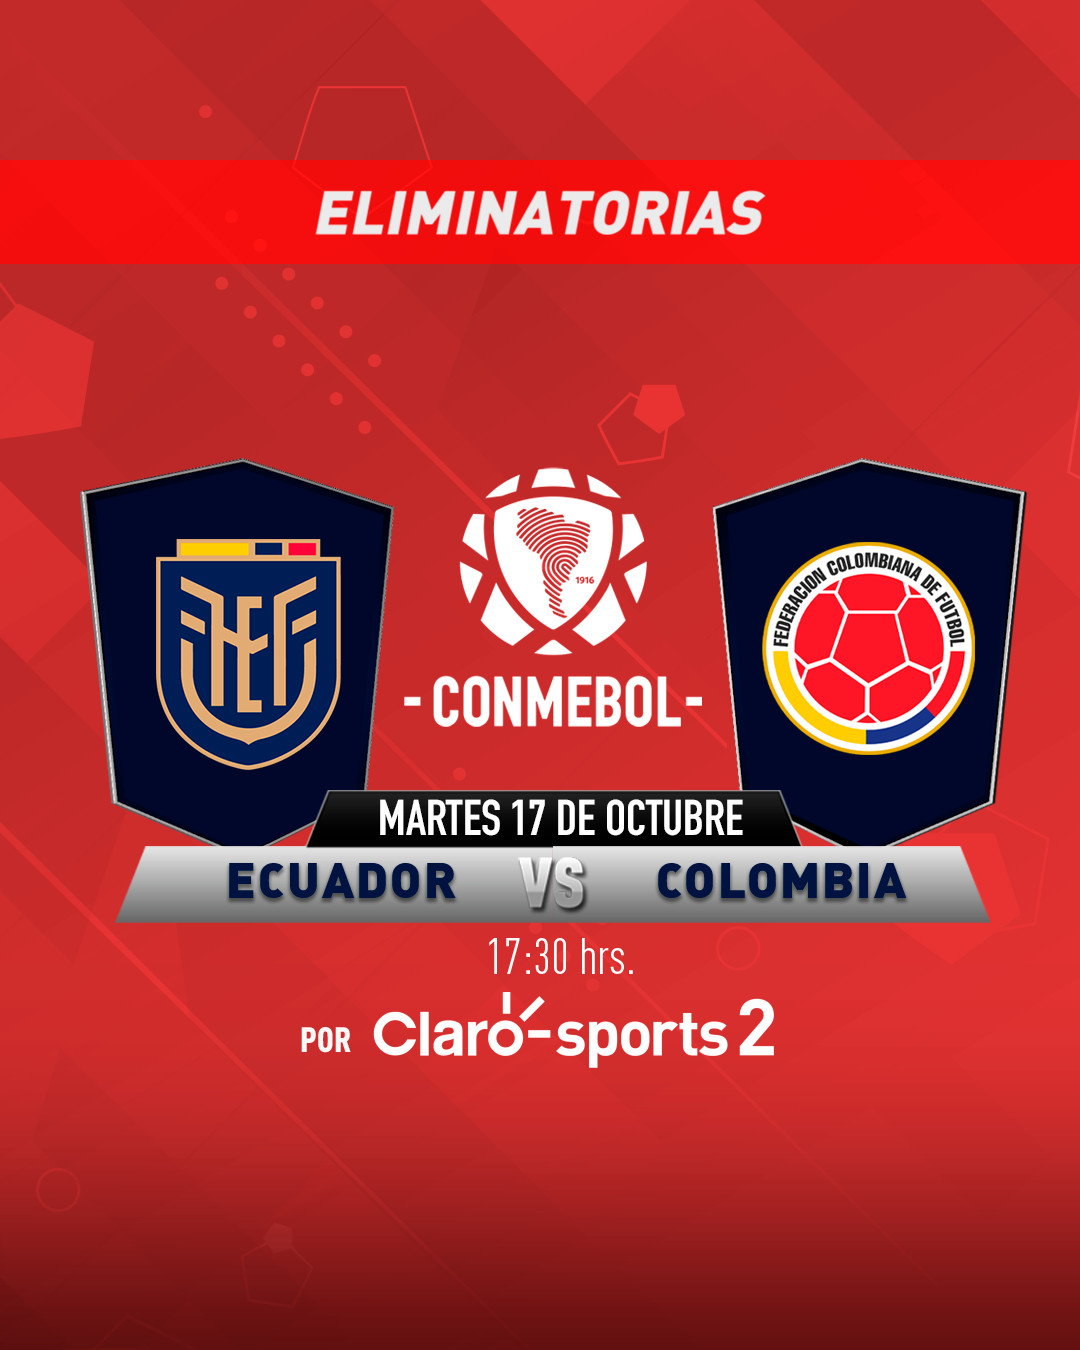 ELIMINATORIAS
FEDERACION COLOMBIANA DE FUTBOL
FEF
1916
- CONMEBOL -
MARTES 17 DE OCTUBRE
ECUADOR VS COLOMBIA
17:30 hrs.
POR Claro-sports 2